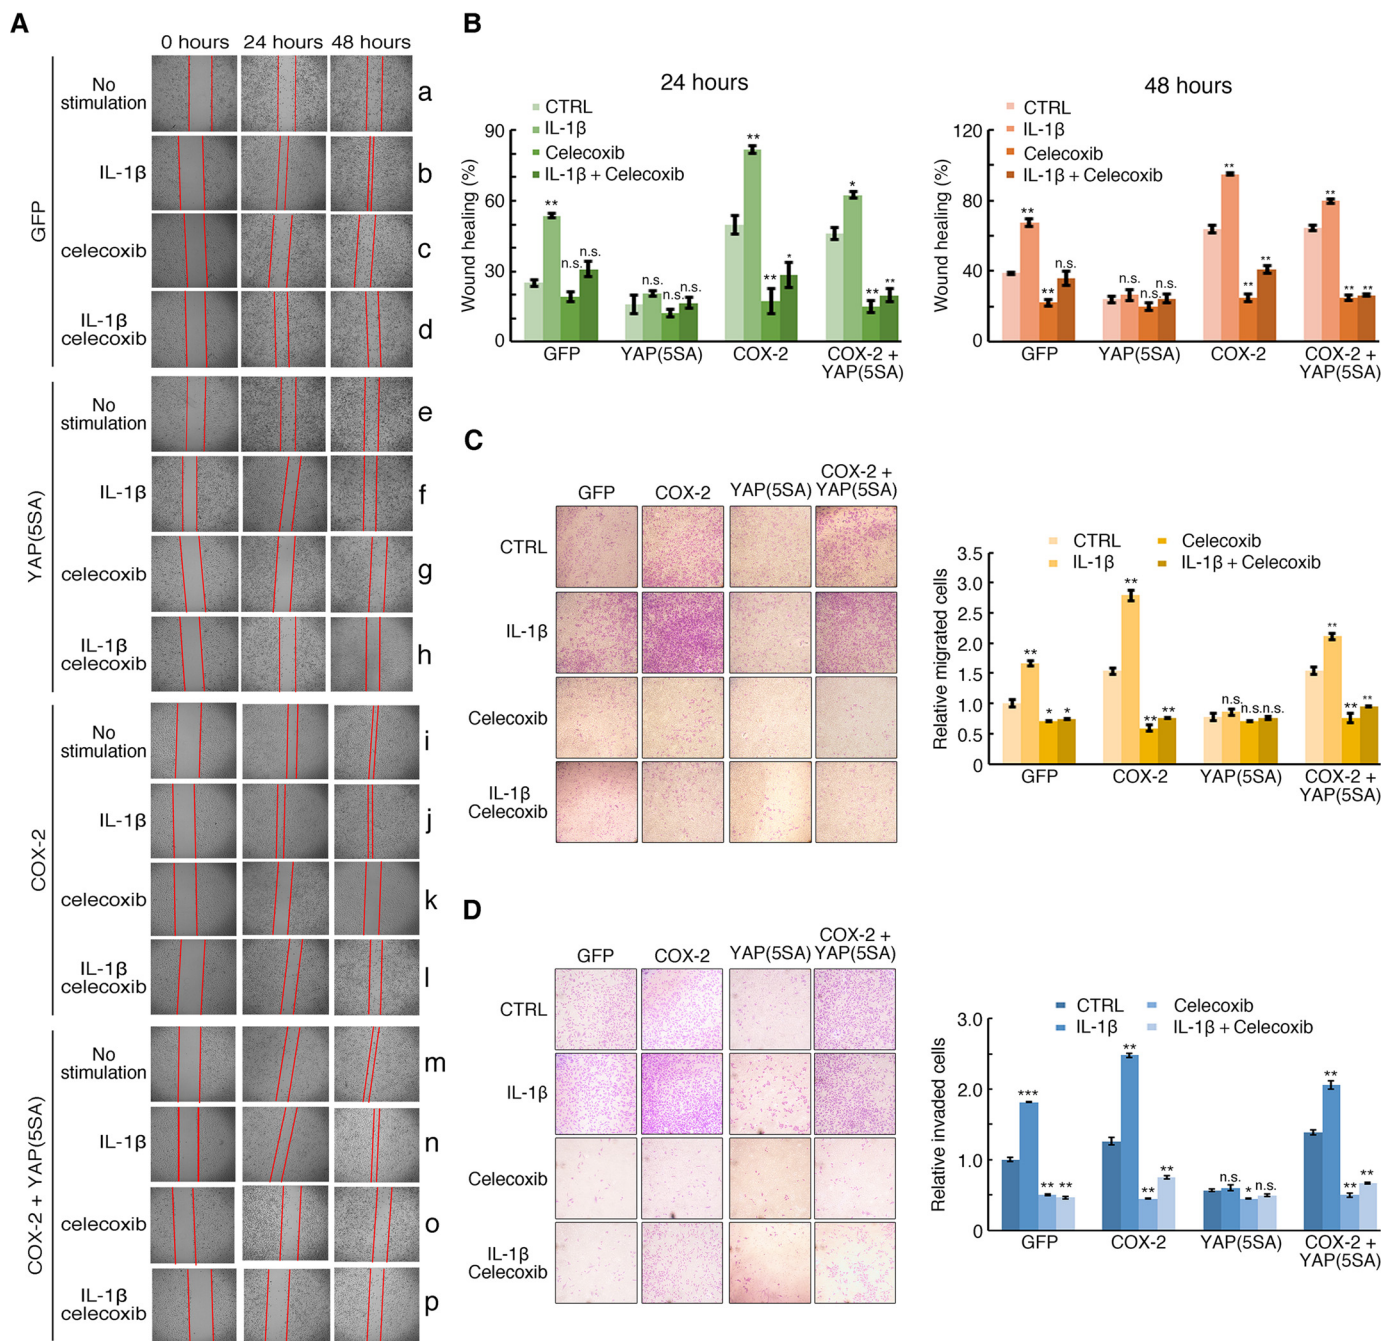 A
0 hours 24 hours 48 hours
GFP
No
stimulation
a
IL-1β
b
celecoxib
c
IL-1β
celecoxib
d
YAP(5SA)
No
stimulation
e
IL-1β
f
celecoxib
g
IL-1β
celecoxib
h
COX-2
No
stimulation
i
IL-1β
j
celecoxib
k
IL-1β
celecoxib
l
COX-2 + YAP(5SA)
No
stimulation
m
IL-1β
n
celecoxib
o
IL-1β
celecoxib
p
B
24 hours
CTRL
IL-1β
Celecoxib
IL-1β + Celecoxib
Wound healing (%)
90
60
30
0
** n.s. n.s.
n.s. n.s. n.s.
** ** *
* ** **
GFP YAP(5SA) COX-2 COX-2 +
YAP(5SA)
48 hours
CTRL
IL-1β
Celecoxib
IL-1β + Celecoxib
Wound healing (%)
120
80
40
0
** ** n.s.
n.s. n.s. n.s.
** ** **
** ** **
GFP YAP(5SA) COX-2 COX-2 +
YAP(5SA)
C
GFP COX-2 YAP(5SA) COX-2 +
YAP(5SA)
CTRL
IL-1β
Celecoxib
IL-1β
Celecoxib
CTRL Celecoxib
IL-1β IL-1β + Celecoxib
Relative migrated cells
3.5
3.0
2.5
2.0
1.5
1.0
0.5
0
** * *
** ** **
n.s. n.s. n.s.
** ** **
GFP COX-2 YAP(5SA) COX-2 +
YAP(5SA)
D
GFP COX-2 YAP(5SA) COX-2 +
YAP(5SA)
CTRL
IL-1β
Celecoxib
IL-1β
Celecoxib
CTRL Celecoxib
IL-1β IL-1β + Celecoxib
Relative invaded cells
3.0
2.0
1.0
0
*** ** **
** ** **
n.s. * n.s.
** ** **
GFP COX-2 YAP(5SA) COX-2 +
YAP(5SA)